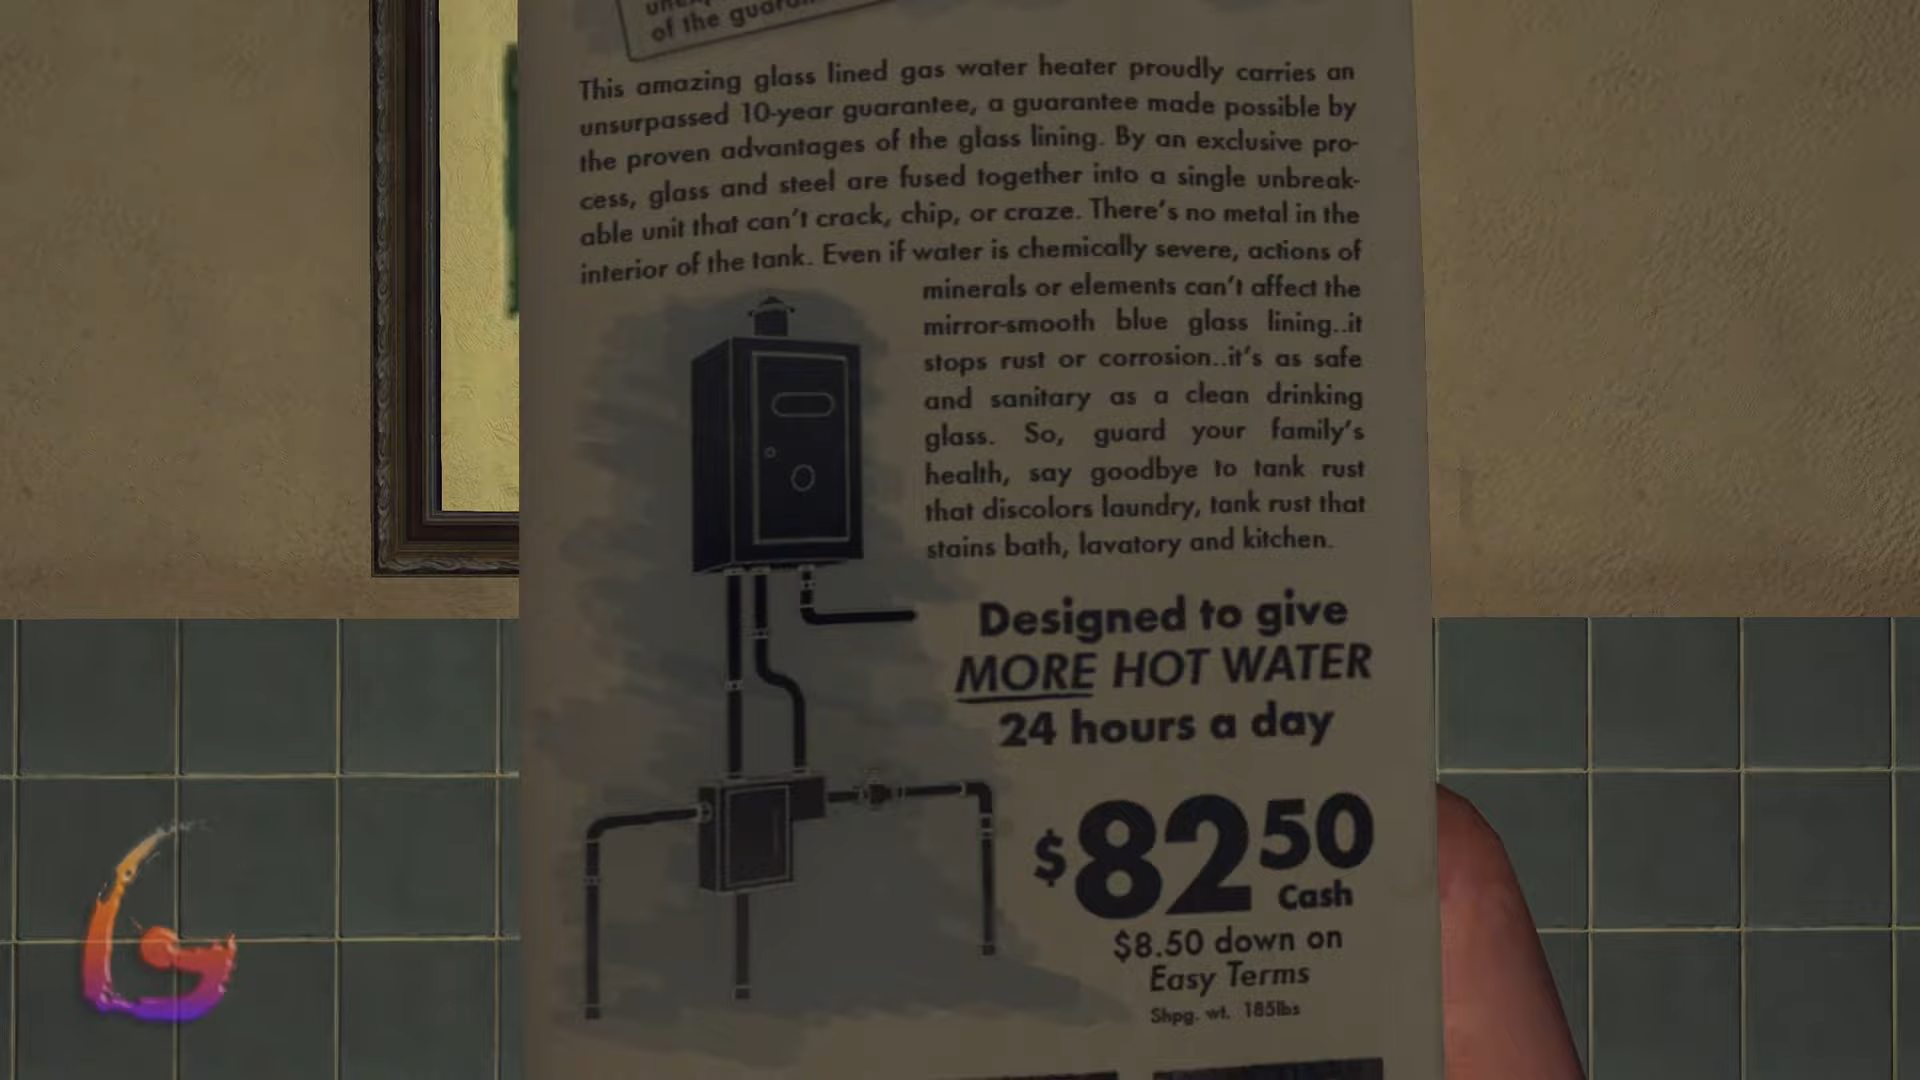 of the
This amazing glass lined gas water heater proudly carries an
unsurpassed 10-year guarantee, a guarantee made possible by
the proven advantages of the glass lining. By an exclusive pro-
cess, glass and steel are fused together into a single unbreak-
able unit that can't crack, chip, or craze. There's no metal in the
interior of the tank. Even if water is chemically severe, actions of
minerals or elements can't affect the
mirror-smooth blue glass lining..it
stops rust or corrosion..it's as safe
and sanitary as a clean drinking
glass. So, guard your family's
health, say goodbye to tank rust
that discolors laundry, tank rust that
stains bath, lavatory and kitchen.
Designed to give
MORE HOT WATER
24 hours a day
$82 50
Cash
$8.50 down on
Easy Terms
Shpg. wt. 185lbs